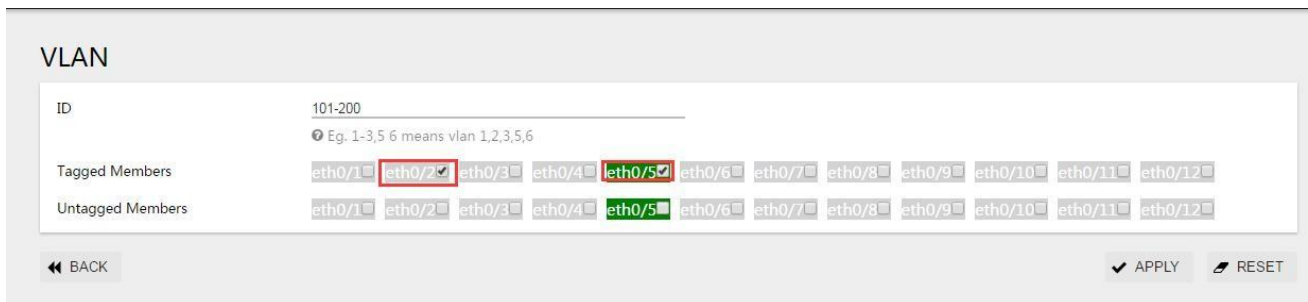 VLAN
ID 101-200
Eg. 1-3,5 6 means vlan 1,2,3,5,6
Tagged Members eth0/1 eth0/2 eth0/3 eth0/4 eth0/5 eth0/6 eth0/7 eth0/8 eth0/9 eth0/10 eth0/11 eth0/12
Untagged Members eth0/1 eth0/2 eth0/3 eth0/4 eth0/5 eth0/6 eth0/7 eth0/8 eth0/9 eth0/10 eth0/11 eth0/12
BACK APPLY RESET